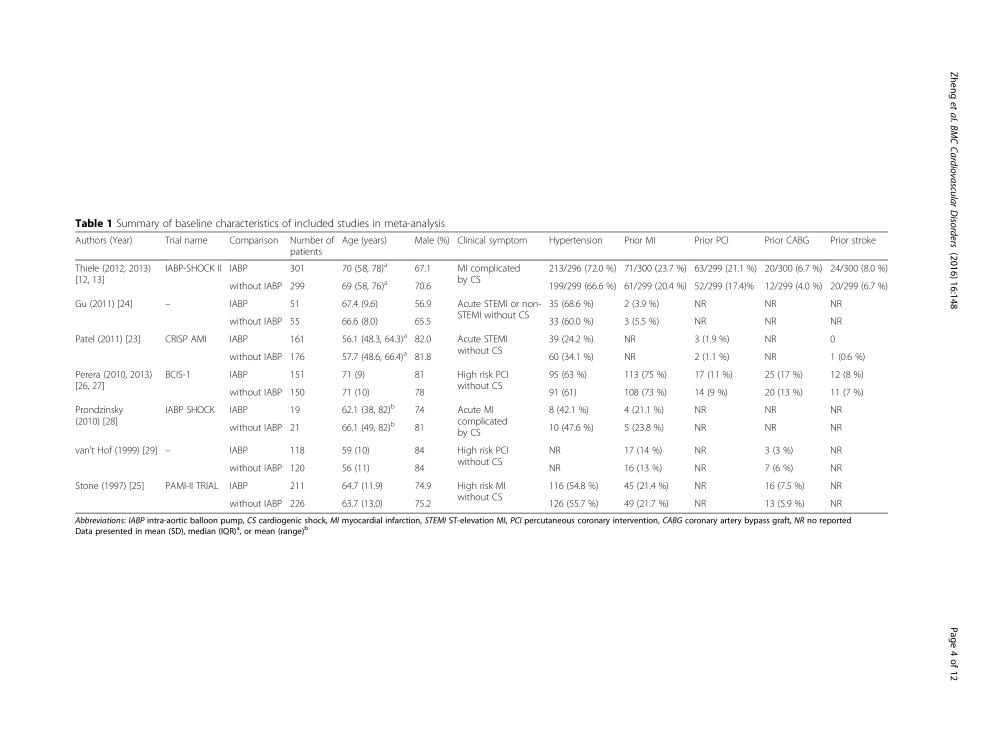 Zheng et al. BMC Cardiovascular Disorders (2016) 16:148
Page 4 of 12
Table 1 Summary of baseline characteristics of included studies in meta-analysis
Authors (Year) Trial name Comparison Number of patients Age (years) Male (%) Clinical symptom Hypertension Prior MI Prior PCI Prior CABG Prior stroke
Thiele (2012, 2013) [12, 13] IABP-SHOCK II IABP 301 70 (58, 78)a 67.1 MI complicated by CS 213/296 (72.0 %) 71/300 (23.7 %) 63/299 (21.1 %) 20/300 (6.7 %) 24/300 (8.0 %)
without IABP 299 69 (58, 76)a 70.6 199/299 (66.6 %) 61/299 (20.4 %) 52/299 (17.4)% 12/299 (4.0 %) 20/299 (6.7 %)
Gu (2011) [24] – IABP 51 67.4 (9.6) 56.9 Acute STEMI or non-STEMI without CS 35 (68.6 %) 2 (3.9 %) NR NR NR
without IABP 55 66.6 (8.0) 65.5 33 (60.0 %) 3 (5.5 %) NR NR NR
Patel (2011) [23] CRISP AMI IABP 161 56.1 (48.3, 64.3)a 82.0 Acute STEMI without CS 39 (24.2 %) NR 3 (1.9 %) NR 0
without IABP 176 57.7 (48.6, 66.4)a 81.8 60 (34.1 %) NR 2 (1.1 %) NR 1 (0.6 %)
Perera (2010, 2013) [26, 27] BCIS-1 IABP 151 71 (9) 81 High risk PCI without CS 95 (63 %) 113 (75 %) 17 (11 %) 25 (17 %) 12 (8 %)
without IABP 150 71 (10) 78 91 (61) 108 (73 %) 14 (9 %) 20 (13 %) 11 (7 %)
Prondzinsky (2010) [28] IABP SHOCK IABP 19 62.1 (38, 82)b 74 Acute MI complicated by CS 8 (42.1 %) 4 (21.1 %) NR NR NR
without IABP 21 66.1 (49, 82)b 81 10 (47.6 %) 5 (23.8 %) NR NR NR
van't Hof (1999) [29] – IABP 118 59 (10) 84 High risk PCI without CS NR 17 (14 %) NR 3 (3 %) NR
without IABP 120 56 (11) 84 NR 16 (13 %) NR 7 (6 %) NR
Stone (1997) [25] PAMI-II TRIAL IABP 211 64.7 (11.9) 74.9 High risk MI without CS 116 (54.8 %) 45 (21.4 %) NR 16 (7.5 %) NR
without IABP 226 63.7 (13.0) 75.2 126 (55.7 %) 49 (21.7 %) NR 13 (5.9 %) NR
Abbreviations: IABP intra-aortic balloon pump, CS cardiogenic shock, MI myocardial infarction, STEMI ST-elevation MI, PCI percutaneous coronary intervention, CABG coronary artery bypass graft, NR no reported
Data presented in mean (SD), median (IQR)a, or mean (range)b